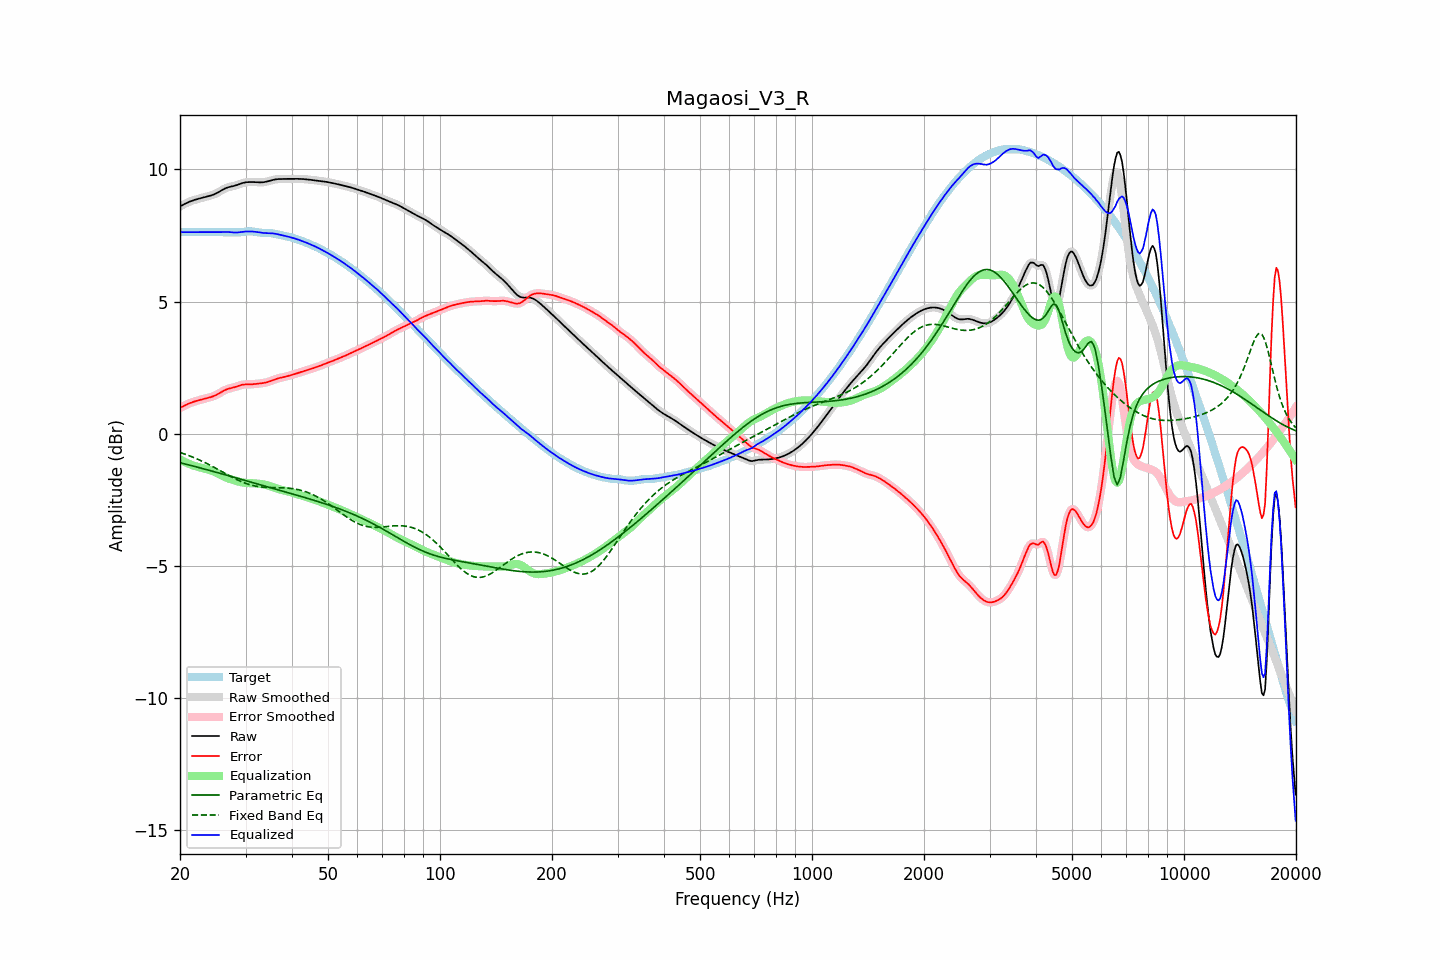 Magaosi_V3_R
Amplitude (dBr)
10
5
0
−5
−10
−15
Target
Raw Smoothed
Error Smoothed
Raw
Error
Equalization
Parametric Eq
Fixed Band Eq
Equalized
20 50 100 200 500 1000 2000 5000 10000 20000
Frequency (Hz)